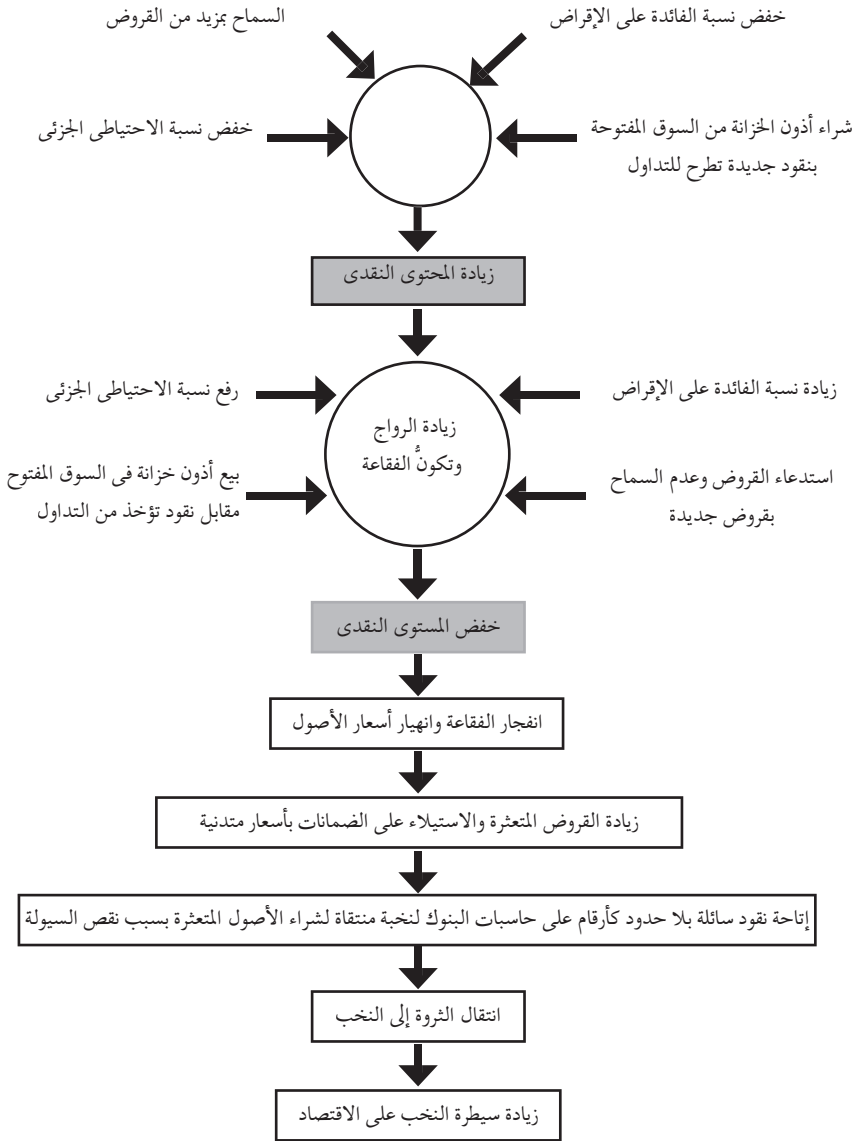 خفض نسبة الفائدة على الإقراض
السماح بمزيد من القروض
شراء أذون الخزانة من السوق المفتوحة
بنقود جديدة تطرح للتداول
خفض نسبة الاحتياطى الجزئى
زيادة المحتوى النقدى
زيادة نسبة الفائدة على الإقراض
رفع نسبة الاحتياطى الجزئى
زيادة الرواج
وتكونُّ الفقاعة
استدعاء القروض وعدم السماح
بقروض جديدة
بيع أذون خزانة فى السوق المفتوح
مقابل نقود تؤخذ من التداول
خفض المستوى النقدى
انفجار الفقاعة وانهيار أسعار الأصول
زيادة القروض المتعثرة والاستيلاء على الضمانات بأسعار متدنية
إتاحة نقود سائلة بلا حدود كأرقام على حاسبات البنوك لنخبة منتقاة لشراء الأصول المتعثرة بسبب نقص السيولة
انتقال الثروة إلى النخب
زيادة سيطرة النخب على الاقتصاد